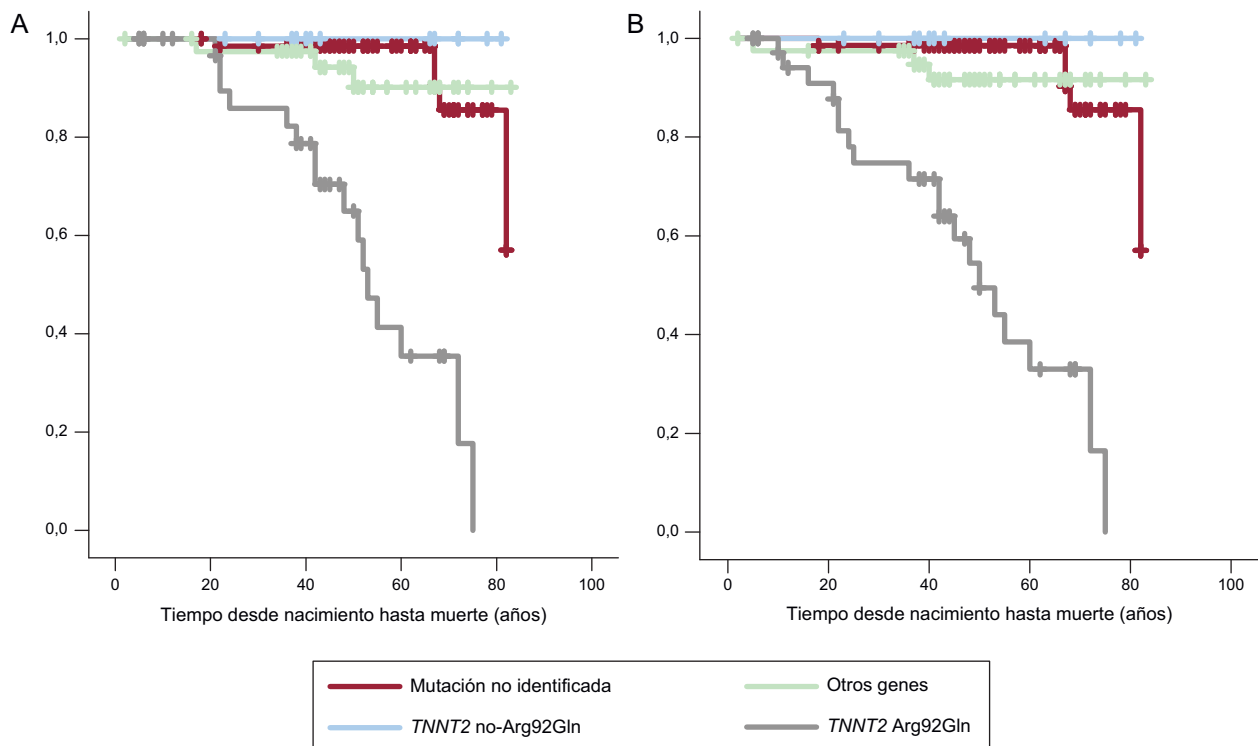 A
1,0
0,8
0,6
0,4
0,2
0,0
0 20 40 60 80 100
Tiempo desde nacimiento hasta muerte (años)
B
1,0
0,8
0,6
0,4
0,2
0,0
0 20 40 60 80 100
Tiempo desde nacimiento hasta muerte (años)
Mutación no identificada
Otros genes
TNNT2 no-Arg92Gln
TNNT2 Arg92Gln